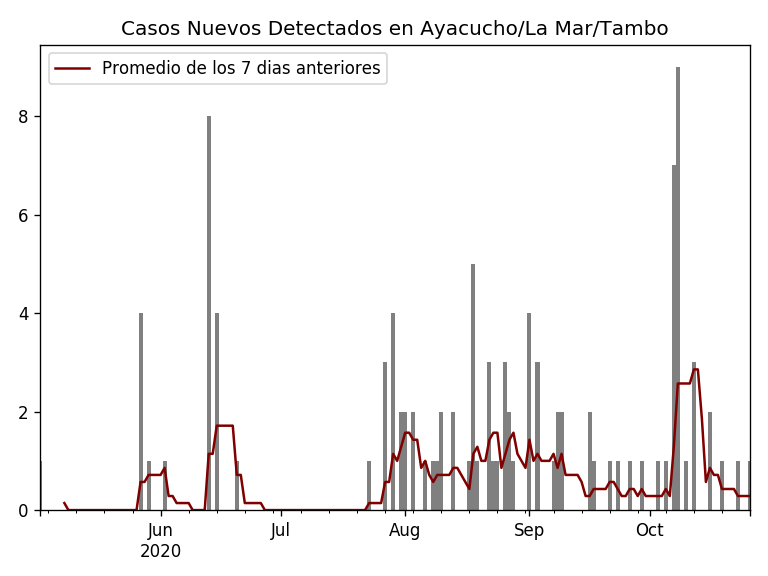 Casos Nuevos Detectados en Ayacucho/La Mar/Tambo
Promedio de los 7 dias anteriores
8
6
4
2
0
Jun
2020
Jul
Aug
Sep
Oct